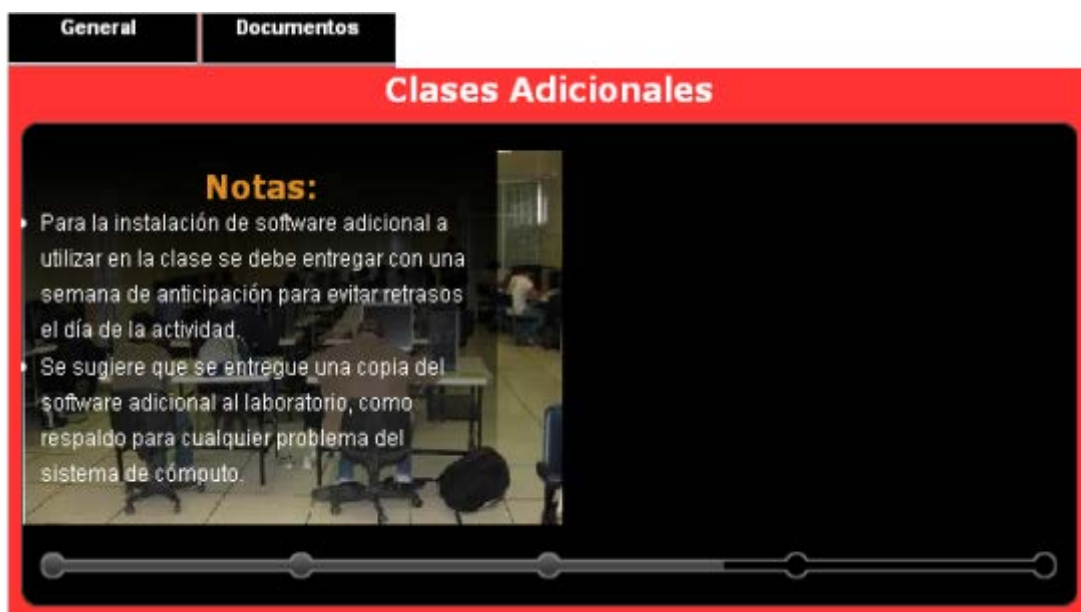 General
Documentos
Clases Adicionales
Notas:
Para la instalación de software adicional a
utilizar en la clase se debe entregar con una
semana de anticipación para evitar retrasos
el día de la actividad.
Se sugiere que se entregue una copia del
software adicional al laboratorio, como
respaldo para cualquier problema del
sistema de cómputo.